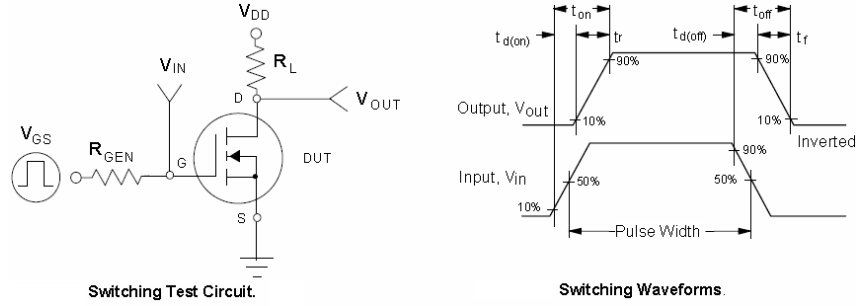 V_DD
R_L
V_IN
D
V_OUT
V_GS
R_GEN
G
DUT
S
Switching Test Circuit.
t_on
t_off
t_d(on)
tr
t_d(off)
t_f
90%
90%
Output, V_out
10%
10%
Inverted
90%
Input, V_in
50%
50%
10%
Pulse Width
Switching Waveforms.